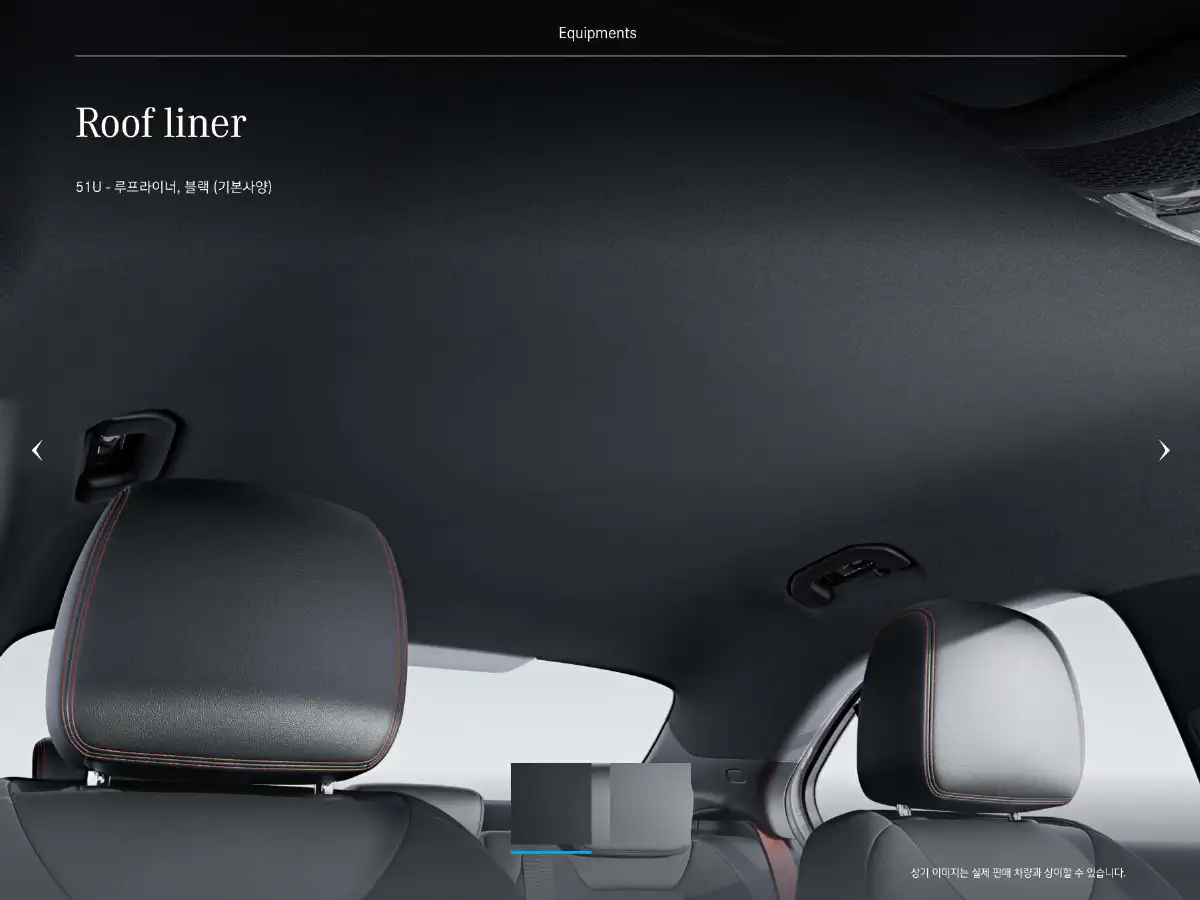 Equipments
Roof liner
51U - 루프라이너, 블랙 (기본사양)
상기 이미지는 실제 판매 차량과 상이할 수 있습니다.